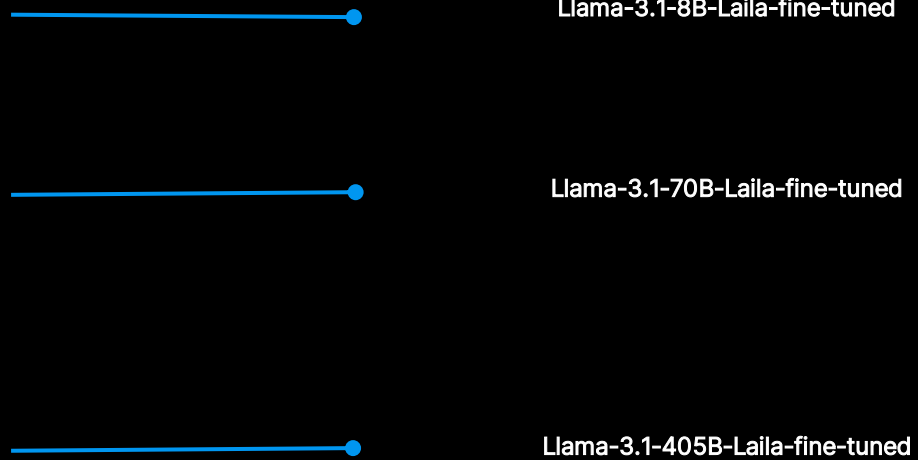 Llama-3.1-8B-Laila-fine-tuned
Llama-3.1-70B-Laila-fine-tuned
Llama-3.1-405B-Laila-fine-tuned